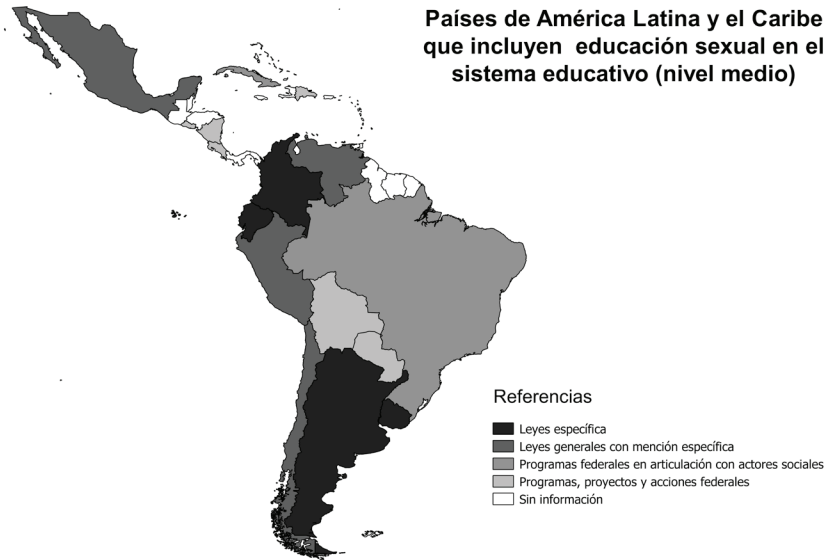 Países de América Latina y el Caribe
que incluyen  educación sexual en el
sistema educativo (nivel medio)
Referencias
Leyes específica
Leyes generales con mención específica
Programas federales en articulación con actores sociales
Programas, proyectos y acciones federales
Sin información